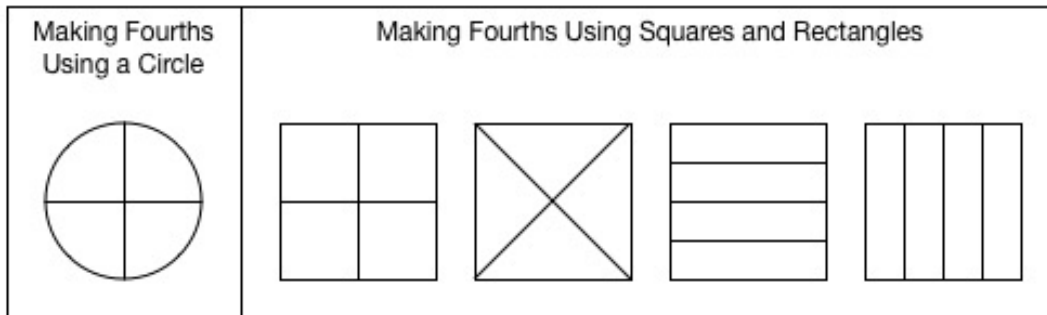 Making Fourths
Using a Circle
Making Fourths Using Squares and Rectangles